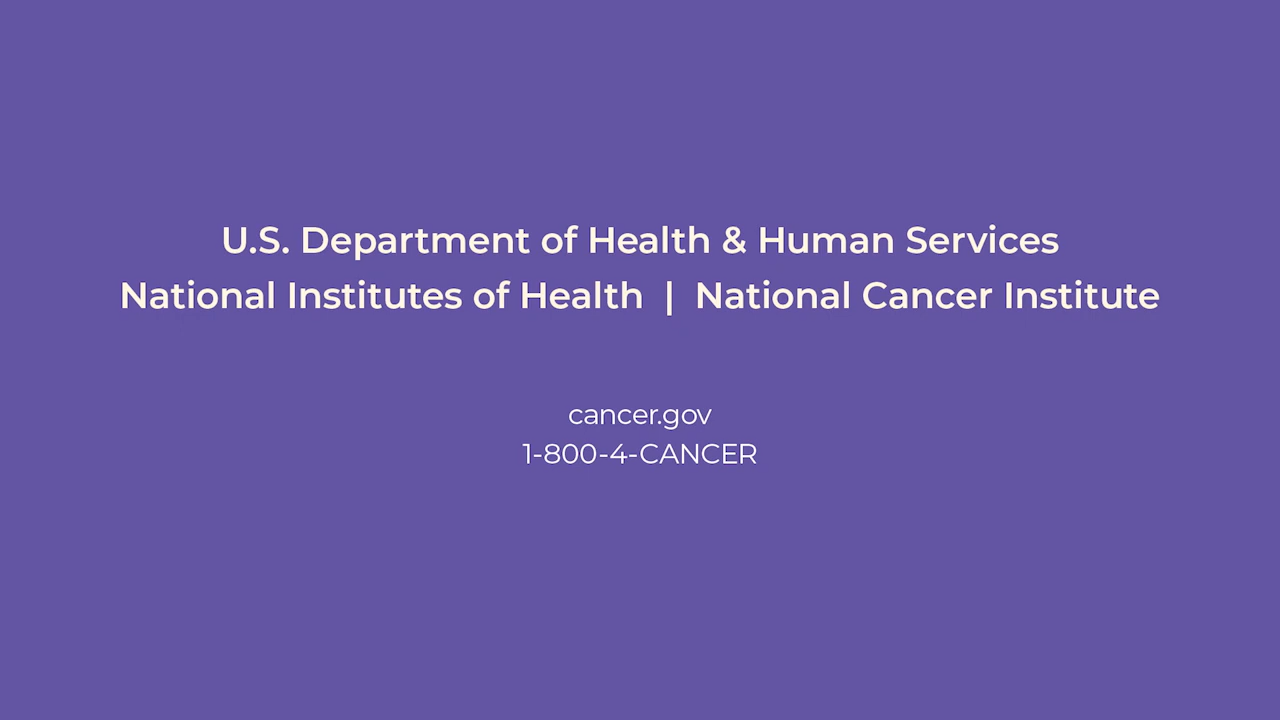 U.S. Department of Health & Human Services
National Institutes of Health | National Cancer Institute
cancer.gov
1-800-4-CANCER